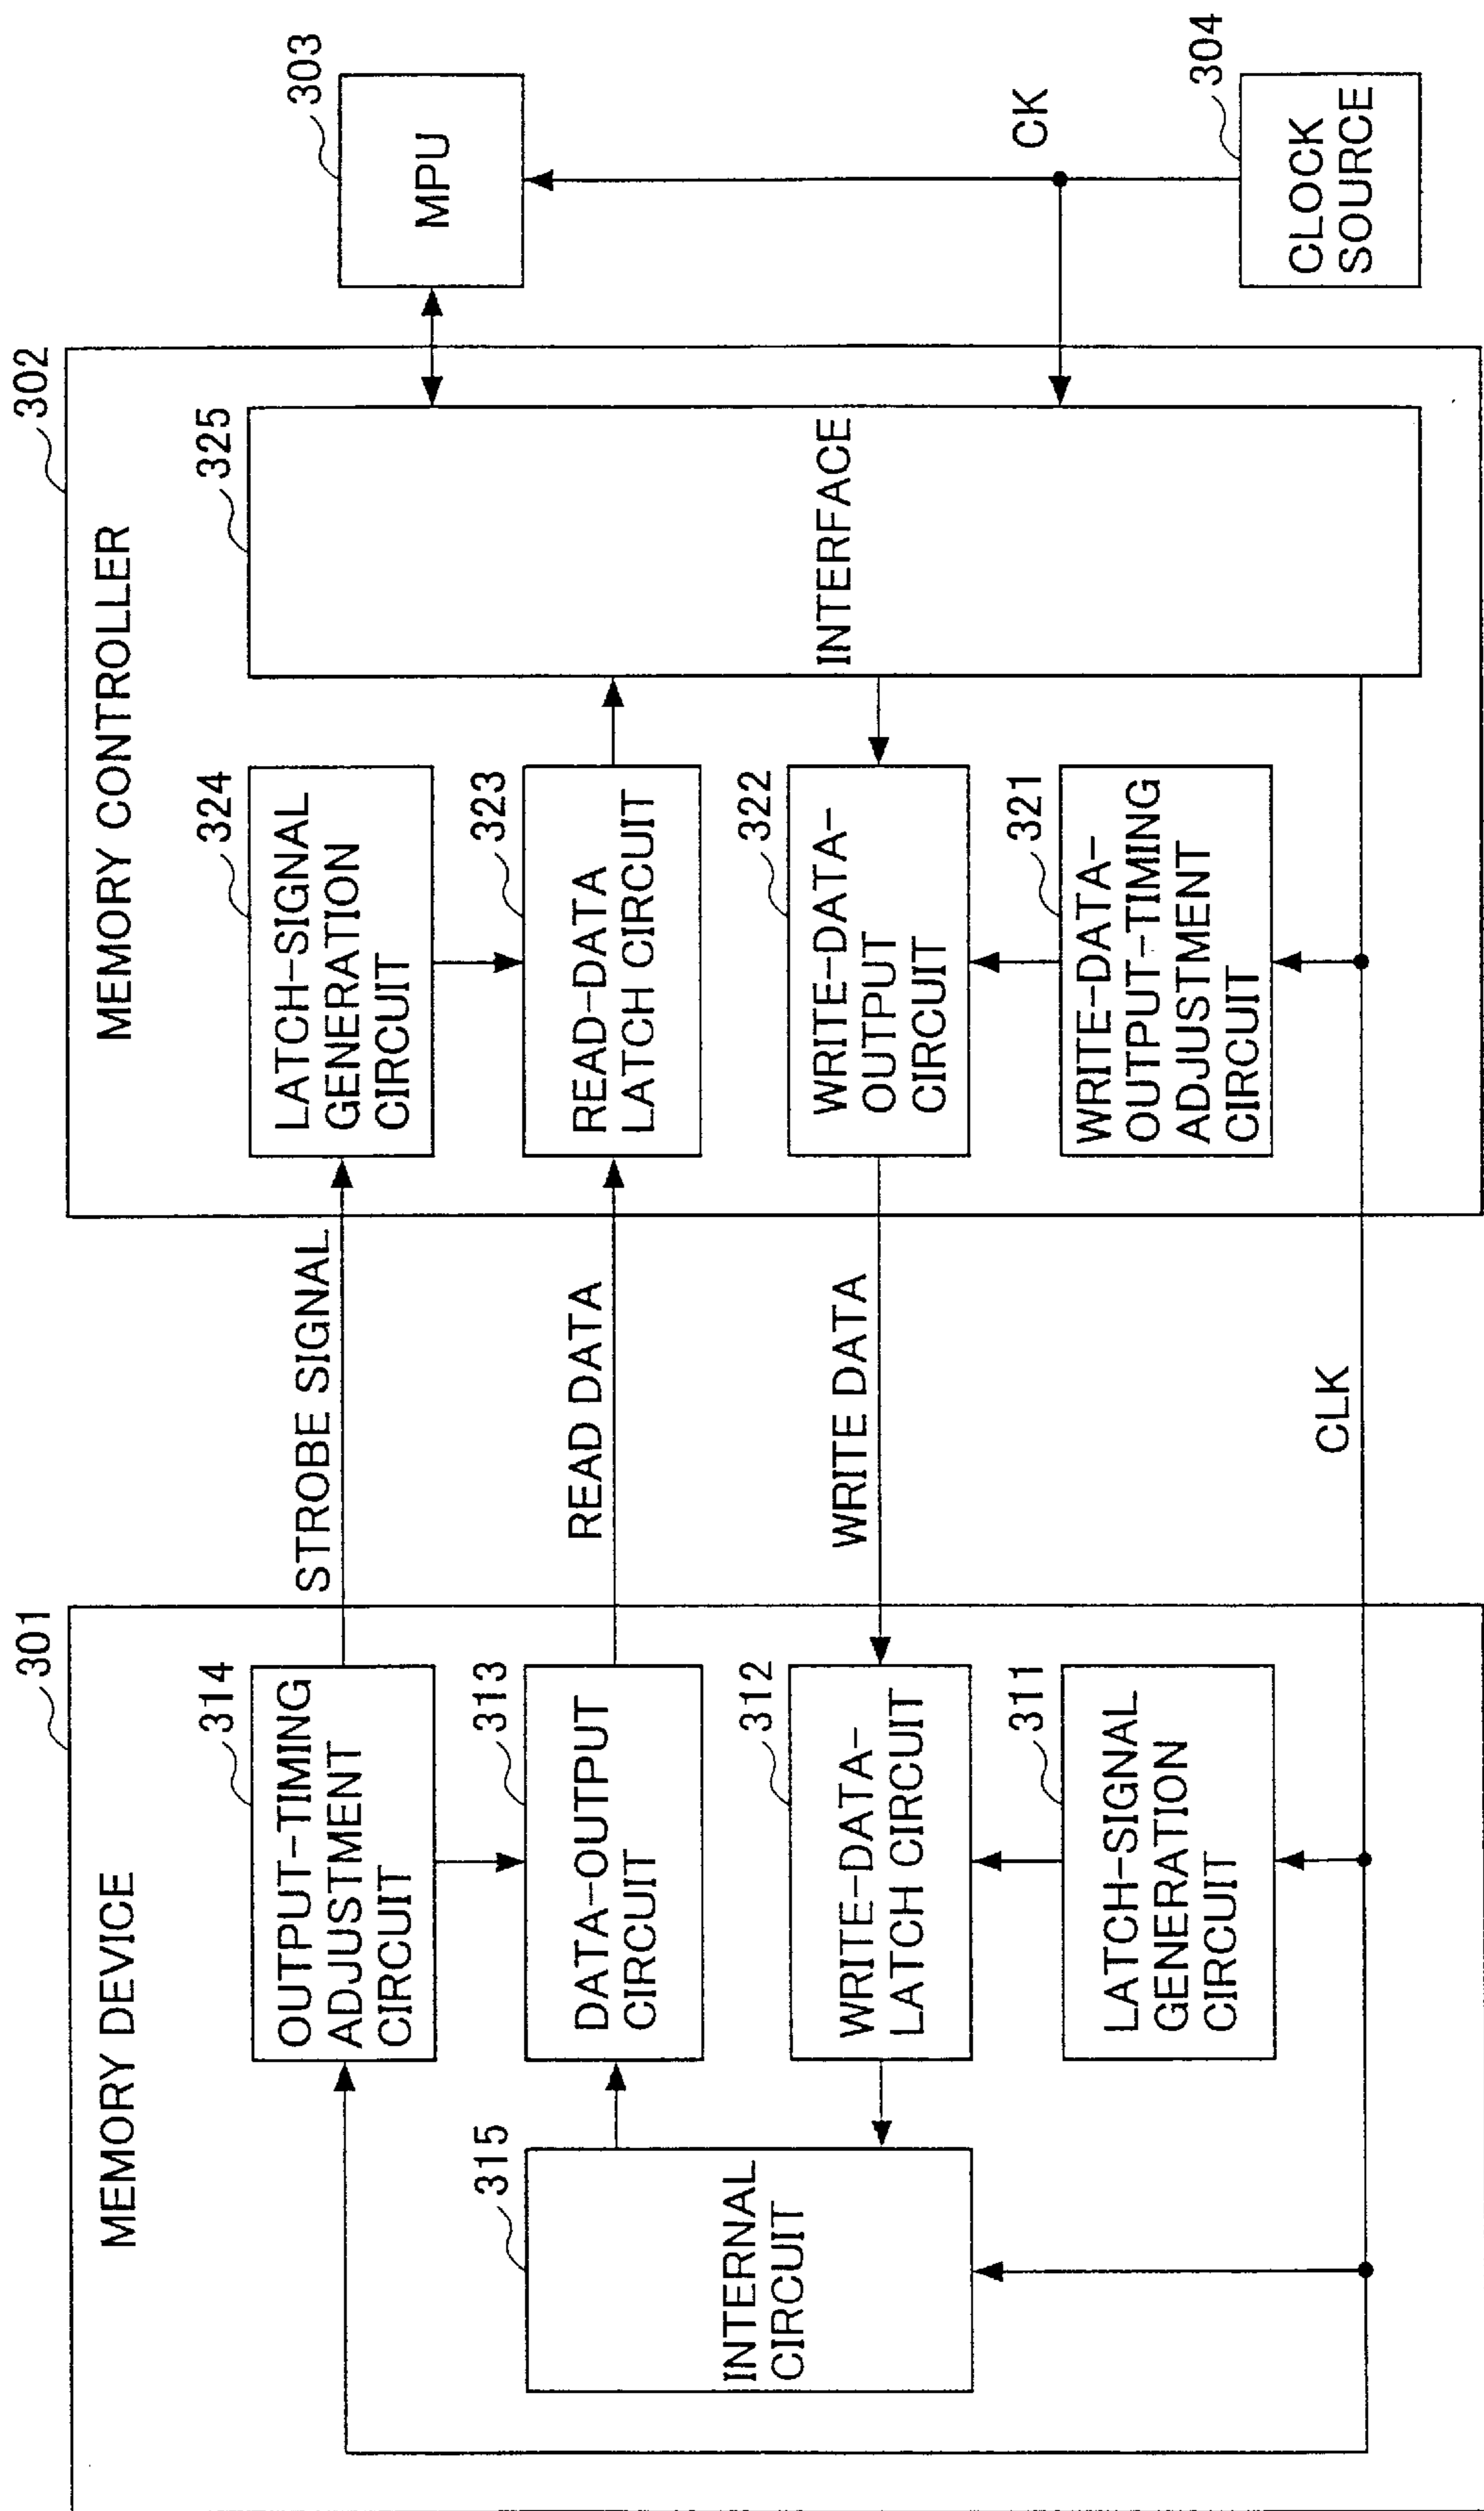 301
MEMORY DEVICE
314
OUTPUT-TIMING
ADJUSTMENT
CIRCUIT
313
DATA-OUTPUT
CIRCUIT
315
INTERNAL
CIRCUIT
312
WRITE-DATA-
LATCH CIRCUIT
311
LATCH-SIGNAL
GENERATION
CIRCUIT
STROBE SIGNAL
READ DATA
WRITE DATA
CLK
302
MEMORY CONTROLLER
324
LATCH-SIGNAL
GENERATION
CIRCUIT
323
READ-DATA
LATCH CIRCUIT
322
WRITE-DATA-
OUTPUT
CIRCUIT
321
WRITE-DATA-
OUTPUT-TIMING
ADJUSTMENT
CIRCUIT
325
INTERFACE
303
MPU
CK
304
CLOCK
SOURCE